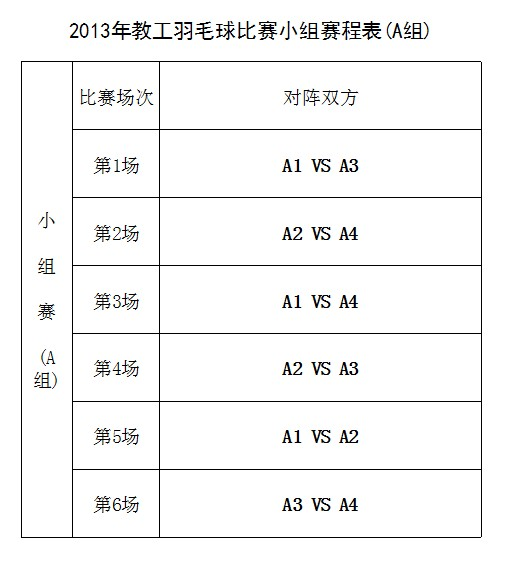 2013年教工羽毛球比赛小组赛程表(A组)
小组赛(A组)
比赛场次 对阵双方
第1场 A1 VS A3
第2场 A2 VS A4
第3场 A1 VS A4
第4场 A2 VS A3
第5场 A1 VS A2
第6场 A3 VS A4